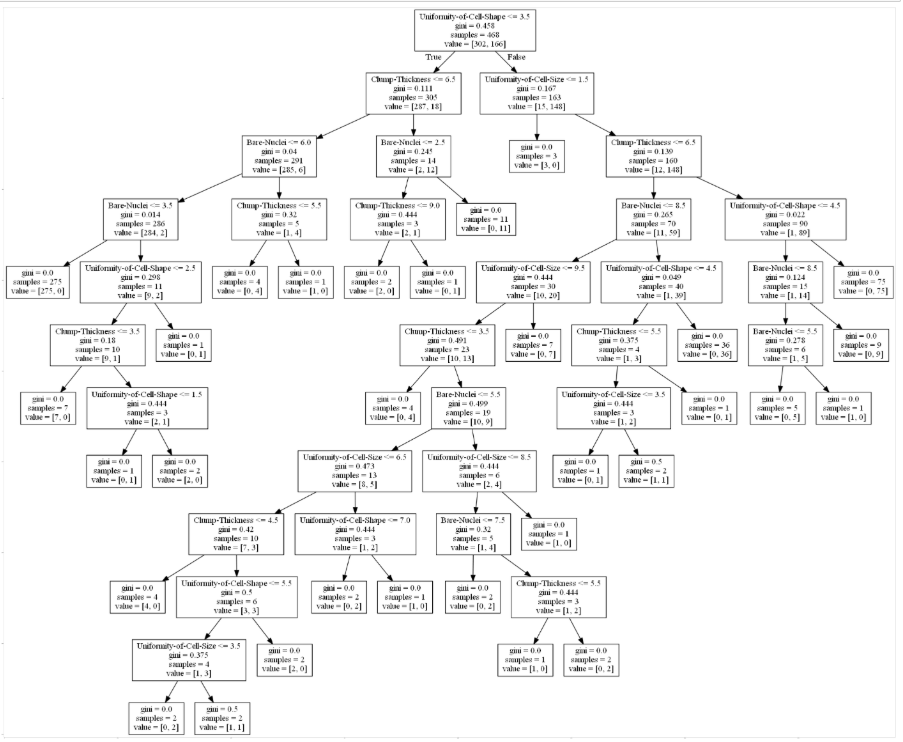 Uniformity-of-Cell-Shape <= 3.5
gini = 0.458
samples = 468
value = [302, 166]
True
False
Clump-Thickness <= 6.5
gini = 0.111
samples = 305
value = [287, 18]
Uniformity-of-Cell-Size <= 1.5
gini = 0.167
samples = 163
value = [15, 148]
Bare-Nuclei <= 6.0
gini = 0.04
samples = 291
value = [285, 6]
Bare-Nuclei <= 2.5
gini = 0.245
samples = 14
value = [2, 12]
gini = 0.0
samples = 3
value = [3, 0]
Clump-Thickness <= 6.5
gini = 0.139
samples = 160
value = [12, 148]
Bare-Nuclei <= 3.5
gini = 0.014
samples = 286
value = [284, 2]
Clump-Thickness <= 5.5
gini = 0.32
samples = 5
value = [1, 4]
Clump-Thickness <= 9.0
gini = 0.444
samples = 3
value = [2, 1]
gini = 0.0
samples = 11
value = [0, 11]
Bare-Nuclei <= 8.5
gini = 0.265
samples = 70
value = [11, 59]
Uniformity-of-Cell-Shape <= 4.5
gini = 0.022
samples = 90
value = [1, 89]
gini = 0.0
samples = 275
value = [275, 0]
Uniformity-of-Cell-Shape <= 2.5
gini = 0.298
samples = 11
value = [9, 2]
gini = 0.0
samples = 4
value = [0, 4]
gini = 0.0
samples = 1
value = [1, 0]
gini = 0.0
samples = 2
value = [2, 0]
gini = 0.0
samples = 1
value = [0, 1]
Uniformity-of-Cell-Size <= 9.5
gini = 0.444
samples = 30
value = [10, 20]
Uniformity-of-Cell-Shape <= 4.5
gini = 0.049
samples = 40
value = [1, 39]
Bare-Nuclei <= 8.5
gini = 0.124
samples = 15
value = [1, 14]
gini = 0.0
samples = 75
value = [0, 75]
Clump-Thickness <= 3.5
gini = 0.18
samples = 10
value = [9, 1]
gini = 0.0
samples = 1
value = [0, 1]
Clump-Thickness <= 3.5
gini = 0.491
samples = 23
value = [10, 13]
gini = 0.0
samples = 7
value = [0, 7]
Clump-Thickness <= 5.5
gini = 0.375
samples = 4
value = [1, 3]
gini = 0.0
samples = 36
value = [0, 36]
Bare-Nuclei <= 5.5
gini = 0.278
samples = 6
value = [1, 5]
gini = 0.0
samples = 9
value = [0, 9]
gini = 0.0
samples = 7
value = [7, 0]
Uniformity-of-Cell-Shape <= 1.5
gini = 0.444
samples = 3
value = [2, 1]
gini = 0.0
samples = 4
value = [0, 4]
Bare-Nuclei <= 5.5
gini = 0.499
samples = 19
value = [10, 9]
Uniformity-of-Cell-Size <= 3.5
gini = 0.444
samples = 3
value = [1, 2]
gini = 0.0
samples = 1
value = [0, 1]
gini = 0.0
samples = 5
value = [0, 5]
gini = 0.0
samples = 1
value = [1, 0]
gini = 0.0
samples = 1
value = [0, 1]
gini = 0.0
samples = 2
value = [2, 0]
Uniformity-of-Cell-Size <= 6.5
gini = 0.473
samples = 13
value = [8, 5]
Uniformity-of-Cell-Size <= 8.5
gini = 0.444
samples = 6
value = [2, 4]
gini = 0.0
samples = 1
value = [0, 1]
gini = 0.5
samples = 2
value = [1, 1]
Clump-Thickness <= 4.5
gini = 0.42
samples = 10
value = [7, 3]
Uniformity-of-Cell-Shape <= 7.0
gini = 0.444
samples = 3
value = [1, 2]
Bare-Nuclei <= 7.5
gini = 0.32
samples = 5
value = [1, 4]
gini = 0.0
samples = 1
value = [1, 0]
gini = 0.0
samples = 4
value = [4, 0]
Uniformity-of-Cell-Shape <= 5.5
gini = 0.5
samples = 6
value = [3, 3]
gini = 0.0
samples = 2
value = [0, 2]
gini = 0.0
samples = 1
value = [1, 0]
gini = 0.0
samples = 2
value = [0, 2]
Clump-Thickness <= 5.5
gini = 0.444
samples = 3
value = [1, 2]
Uniformity-of-Cell-Size <= 3.5
gini = 0.375
samples = 4
value = [1, 3]
gini = 0.0
samples = 2
value = [2, 0]
gini = 0.0
samples = 1
value = [1, 0]
gini = 0.0
samples = 2
value = [0, 2]
gini = 0.0
samples = 2
value = [0, 2]
gini = 0.5
samples = 2
value = [1, 1]